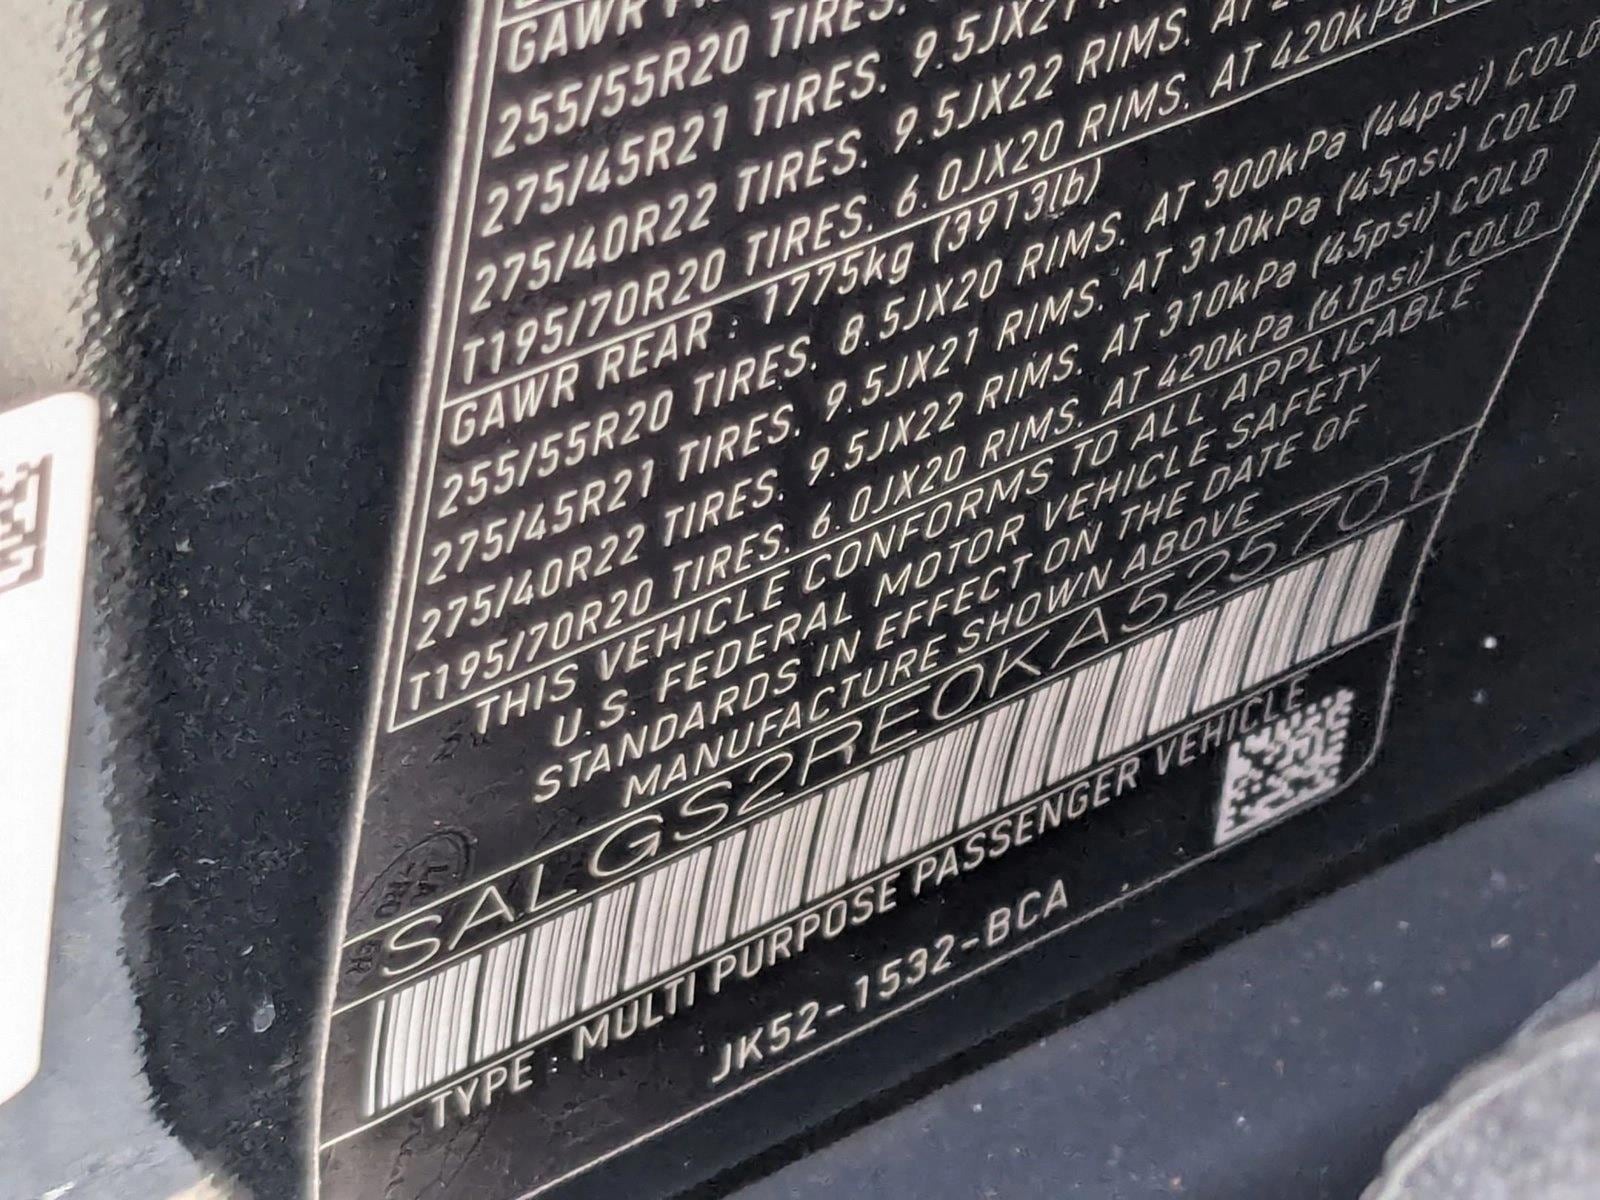 GAWR
255/55R20 TIRES.
275/45R21 TIRES. 9.5JX21
275/40R22 TIRES. 9.5JX22 RIMS. AT
T195/70R20 TIRES. 6.0JX20 RIMS. AT 420kPa
GAWR REAR : 1775kg (3913lb)
255/55R20 TIRES. 8.5JX20 RIMS. AT 300kPa (44psi) COLD
275/45R21 TIRES. 9.5JX21 RIMS. AT 310kPa (45psi) COLD
275/40R22 TIRES. 9.5JX22 RIMS. AT 310kPa (45psi) COLD
T195/70R20 TIRES. 6.0JX20 RIMS. AT 420kPa (61psi) COLD
THIS VEHICLE CONFORMS TO ALL APPLICABLE
U.S. FEDERAL MOTOR VEHICLE SAFETY
STANDARDS IN EFFECT ON THE DATE OF
MANUFACTURE SHOWN ABOVE
SALGS2RE0KA525701
TYPE : MULTI PURPOSE PASSENGER VEHICLE
JK52-1532-BCA